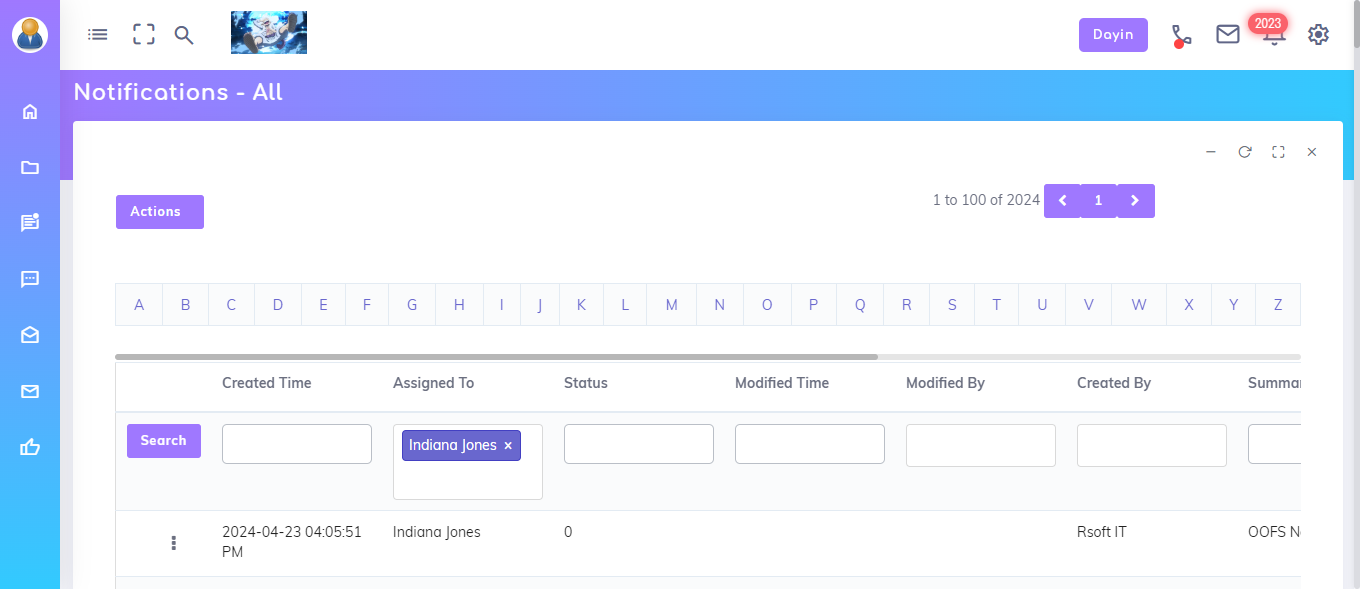 Dayin
2023
Notifications - All
Actions
1 to 100 of 2024
1
A B C D E F G H I J K L M N O P Q R S T U V W X Y Z
Created Time Assigned To Status Modified Time Modified By Created By Summar
Search
Indiana Jones ×
2024-04-23 04:05:51 Indiana Jones 0 Rsoft IT OOFS N
PM